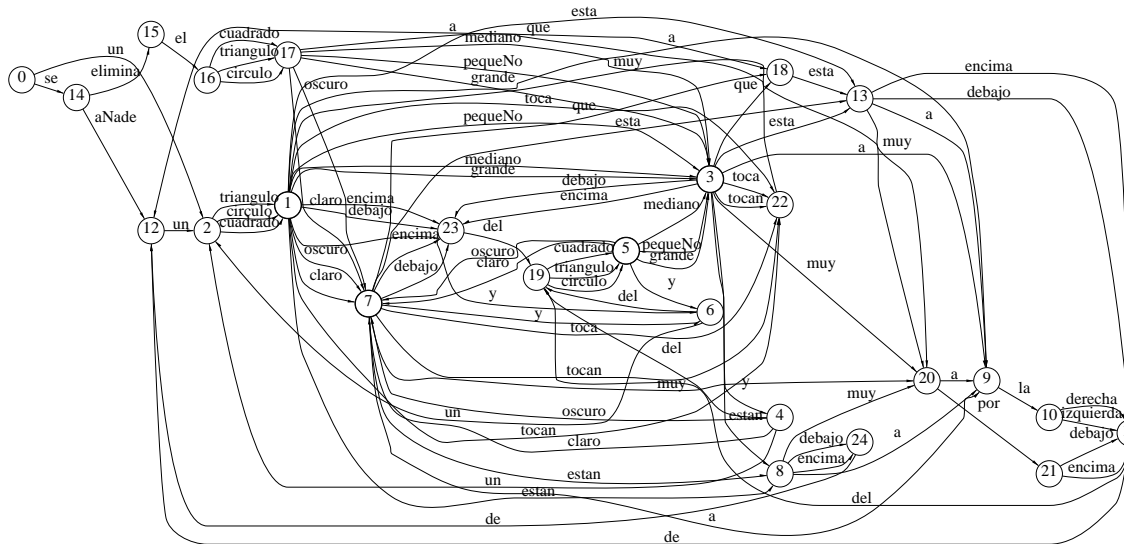 esta
15
un
cuadrado
a
que
a
el
17
mediano
triangulo
muy
pequeNo
encima
0
se
elimina
16
circulo
grande
18
esta
14
oscuro
que
13
debajo
toca
que
aNade
pequeNo
esta
a
esta
muy
mediano
grande
debajo
3
a
toca
triangulo
1
claro
encima
encima
tocan
22
12
un
2
circulo
cuadrado
debajo
23
del
mediano
encima
oscuro
oscuro
cuadrado
5
pequeNo
debajo
claro
triangulo
grande
claro
19
circulo
y
muy
7
y
del
6
y
toca
del
tocan
20
a
9
la
muy
y
muy
por
derecha
un
oscuro
estan
4
10
izquierda
tocan
claro
debajo
24
a
debajo
estan
encima
8
21
encima
un
estan
del
de
a
de